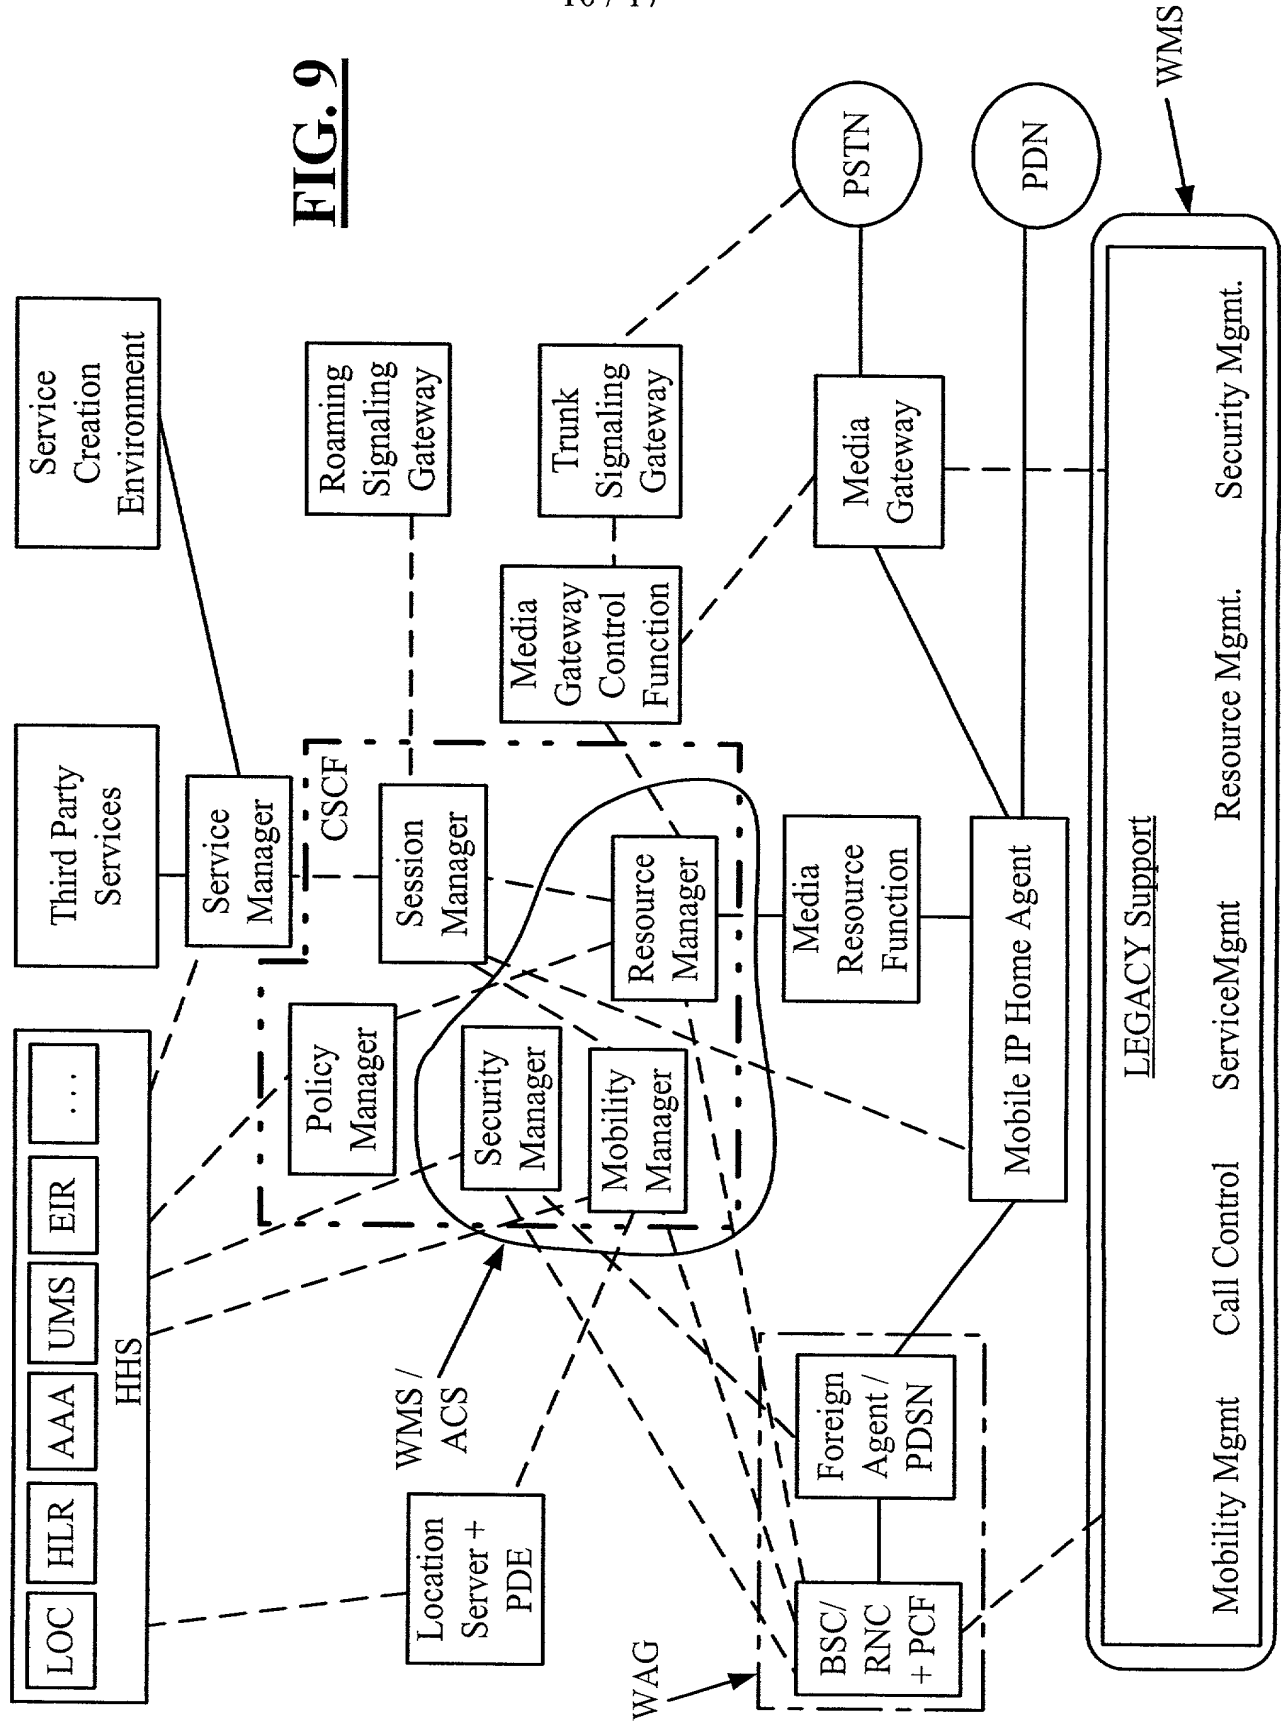 LOC
HLR
AAA
UMS
EIR
...
HHS
Third Party
Services
Service
Creation
Environment
Service
Manager
FIG. 9
CSCF
Policy
Manager
Session
Manager
Roaming
Signaling
Gateway
WMS /
ACS
Location
Server +
PDE
Security
Manager
Mobility
Manager
Resource
Manager
Media
Gateway
Control
Function
Trunk
Signaling
Gateway
WAG
BSC/
RNC
+ PCF
Foreign
Agent /
PDSN
Media
Resource
Function
Media
Gateway
PSTN
Mobile IP Home Agent
PDN
WMS
LEGACY Support
Mobility Mgmt
Call Control
ServiceMgmt
Resource Mgmt.
Security Mgmt.